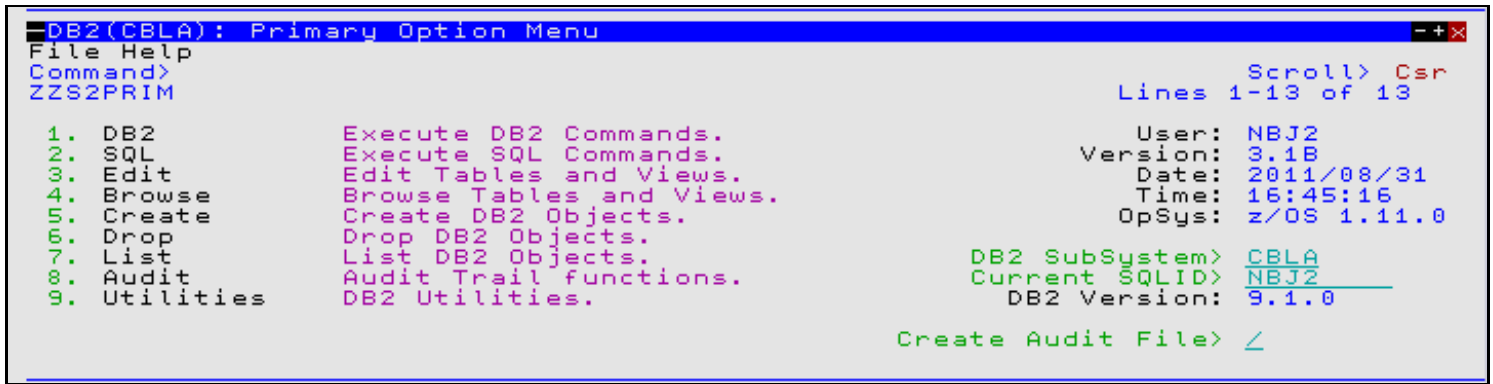 DB2(CBLA): Primary Option Menu - + x
File Help
Command> Scroll> Csr
ZZS2PRIM Lines 1-13 of 13
1. DB2 Execute DB2 Commands. User: NBJ2
2. SQL Execute SQL Commands. Version: 3.1B
3. Edit Edit Tables and Views. Date: 2011/08/31
4. Browse Browse Tables and Views. Time: 16:45:16
5. Create Create DB2 Objects. OpSys: z/OS 1.11.0
6. Drop Drop DB2 Objects.
7. List List DB2 Objects. DB2 SubSystem> CBLA
8. Audit Audit Trail functions. Current SQLID> NBJ2
9. Utilities DB2 Utilities. DB2 Version: 9.1.0
Create Audit File> /